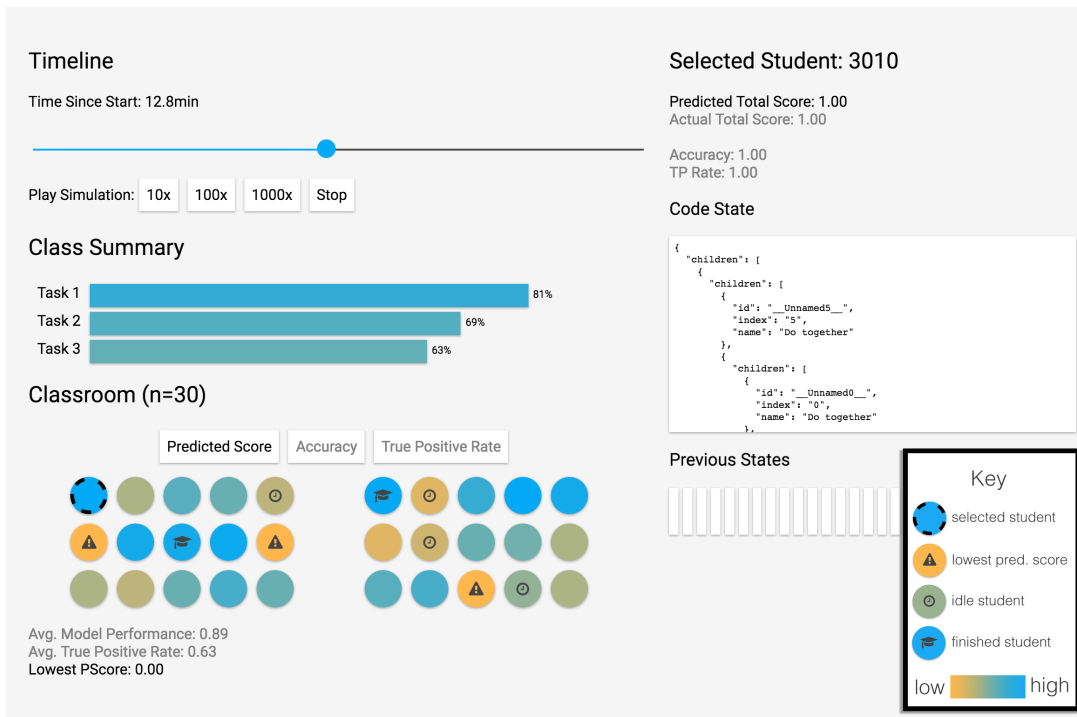 Timeline
Time Since Start: 12.8min
Play Simulation: 10x 100x 1000x Stop
Class Summary
Task 1 81%
Task 2 69%
Task 3 63%
Classroom (n=30)
Predicted Score Accuracy True Positive Rate
Avg. Model Performance: 0.89
Avg. True Positive Rate: 0.63
Lowest PScore: 0.00
Selected Student: 3010
Predicted Total Score: 1.00
Actual Total Score: 1.00
Accuracy: 1.00
TP Rate: 1.00
Code State
{
"children": [
{
"children": [
{
"id": "__Unnamed5__",
"index": "5",
"name": "Do together"
},
{
"children": [
{
"id": "__Unnamed0__",
"index": "0",
"name": "Do together"
},
Previous States
Key
selected student
lowest pred. score
idle student
finished student
low high